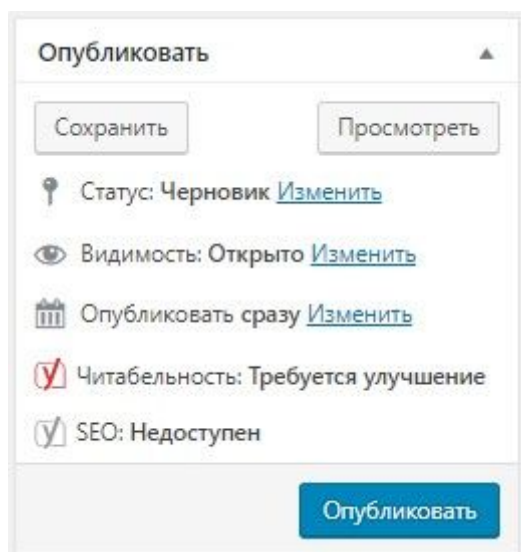 Опубликовать
Сохранить Просмотреть
Статус: Черновик Изменить
Видимость: Открыто Изменить
Опубликовать сразу Изменить
Читабельность: Требуется улучшение
SEO: Недоступен
Опубликовать